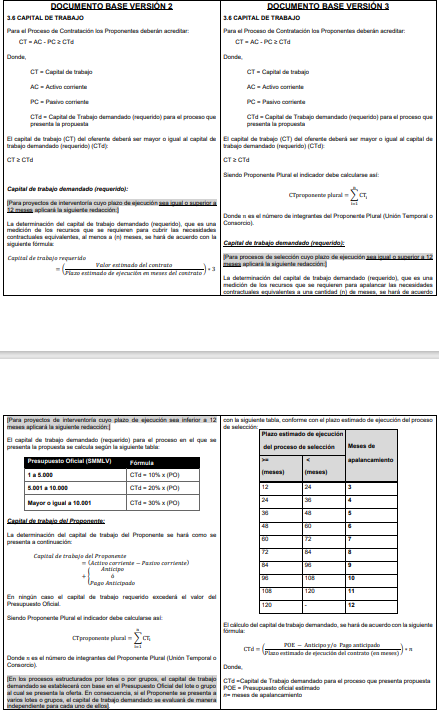 DOCUMENTO BASE VERSIÓN 2
3.6 CAPITAL DE TRABAJO
Para el Proceso de Contratación los Proponentes deberán acreditar:
CT = AC - PC ≥ CTd
Donde,
CT = Capital de trabajo
AC = Activo corriente
PC = Pasivo corriente
CTd = Capital de Trabajo demandado (requerido) para el proceso que
presenta la propuesta
El capital de trabajo (CT) del oferente deberá ser mayor o igual al capital de
trabajo demandado (requerido) (CTd):
CT ≥ CTd
Capital de trabajo demandado (requerido):
[Para proyectos de interventoría cuyo plazo de ejecución sea igual o superior a
12 meses aplicará la siguiente redacción:]
La determinación del capital de trabajo demandado (requerido), que es una
medición de los recursos que se requieren para cubrir las necesidades
contractuales equivalentes, al menos a (n) meses, se hará de acuerdo con la
siguiente fórmula:
Capital de trabajo requerido
= (Valor estimado del contrato / Plazo estimado de ejecución en meses del contrato) * 3
DOCUMENTO BASE VERSIÓN 3
3.6 CAPITAL DE TRABAJO
Para el Proceso de Contratación los Proponentes deberán acreditar:
CT = AC - PC ≥ CTd
Donde,
CT = Capital de trabajo
AC = Activo corriente
PC = Pasivo corriente
CTd = Capital de Trabajo demandado (requerido) para el proceso que
presenta la propuesta
El capital de trabajo (CT) del oferente deberá ser mayor o igual al capital de
trabajo demandado (requerido) (CTd):
CT ≥ CTd
Siendo Proponente Plural el indicador debe calcularse así:
CTproponente plural = ∑ CTi
n
i=1
Donde n es el número de integrantes del Proponente Plural (Unión Temporal o
Consorcio).
Capital de trabajo demandado (requerido):
[Para procesos de selección cuyo plazo de ejecución sea igual o superior a 12
meses aplicará la siguiente redacción:]
La determinación del capital de trabajo demandado (requerido), que es una
medición de los recursos que se requieren para apalancar las necesidades
contractuales equivalentes a una cantidad (n) de meses, se hará de acuerdo
[Para proyectos de interventoría cuyo plazo de ejecución sea inferior a 12
meses aplicará la siguiente redacción:]
El capital de trabajo demandado (requerido) para el proceso en el que se
presenta la propuesta se calcula según la siguiente tabla:
Presupuesto Oficial (SMMLV) Fórmula
1 a 5.000 CTd = 10% x (PO)
5.001 a 10.000 CTd = 20% x (PO)
Mayor o igual a 10.001 CTd = 30% x (PO)
Capital de trabajo del Proponente:
La determinación del capital de trabajo del Proponente se hará como se
presenta a continuación:
Capital de trabajo del Proponente
= (Activo corriente − Pasivo corriente)
Anticipo
+ { ó
Pago Anticipado
En ningún caso el capital de trabajo requerido excederá el valor del
Presupuesto Oficial.
Siendo Proponente Plural el indicador debe calcularse así:
CTproponente plural = ∑ CTi
n
i=1
Donde n es el número de integrantes del Proponente Plural (Unión Temporal o
Consorcio).
[En los procesos estructurados por lotes o por grupos, el capital de trabajo
demandado se establecerá con base en el Presupuesto Oficial del lote o grupo
al cual se presenta la oferta. En consecuencia, si el Proponente se presenta a
varios lotes o grupos, el capital de trabajo demandado se evaluará de manera
independiente para cada uno de ellos].
con la siguiente tabla, conforme con el plazo estimado de ejecución del proceso
de selección:
Plazo estimado de ejecución
del proceso de selección
Meses de
apalancamiento
>= <
(meses) (meses)
12 24 3
24 36 4
36 48 5
48 60 6
60 72 7
72 84 8
84 96 9
96 108 10
108 120 11
120 - 12
El cálculo del capital de trabajo demandado, se hará de acuerdo con la siguiente
fórmula:
CTd = (POE − Anticipo y/o Pago anticipado / Plazo estimado de ejecución del contrato (en meses)) * n
Donde,
CTd =Capital de Trabajo demandado para el proceso que presenta propuesta
POE = Presupuesto oficial estimado
n= meses de apalancamiento